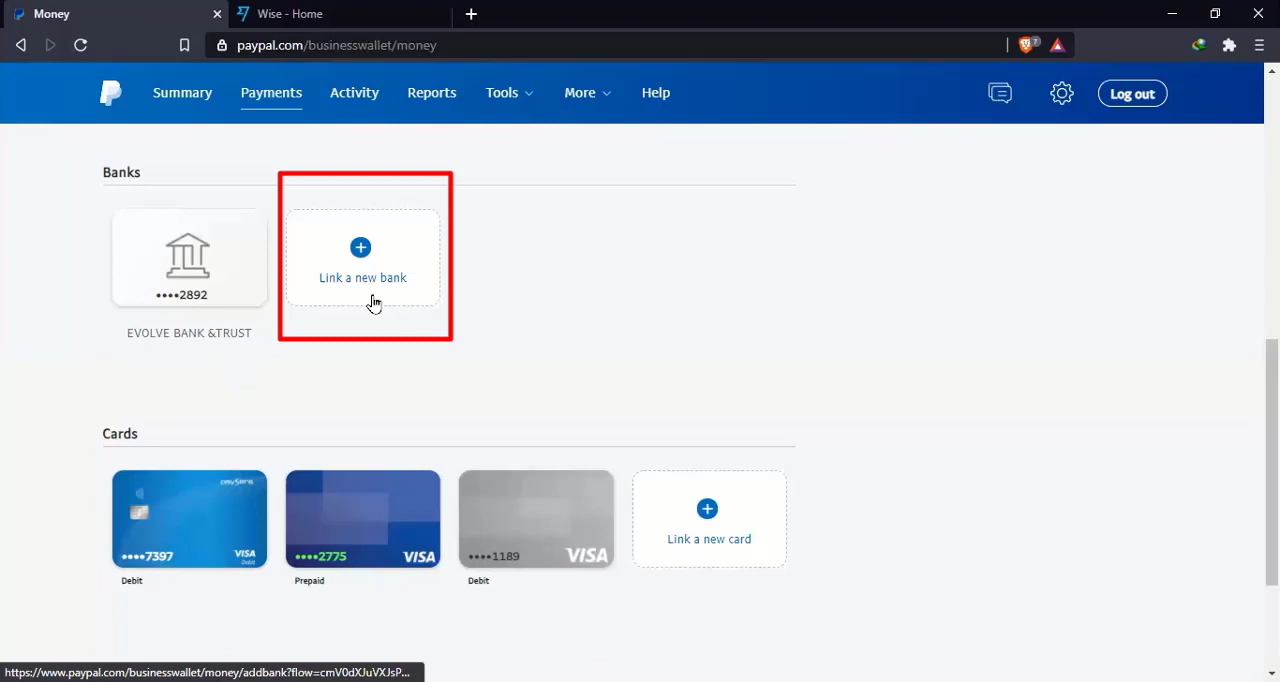 Money
Wise - Home
paypal.com/businesswallet/money
7
Summary
Payments
Activity
Reports
Tools
More
Help
Log out
Banks
••••2892
Link a new bank
EVOLVE BANK &TRUST
Cards
••••7397
VISA
Debit
••••2775
VISA
••••1189
VISA
Link a new card
Debit
Prepaid
Debit
https://www.paypal.com/businesswallet/money/addbank?flow=cmV0dXJuVXJsP...